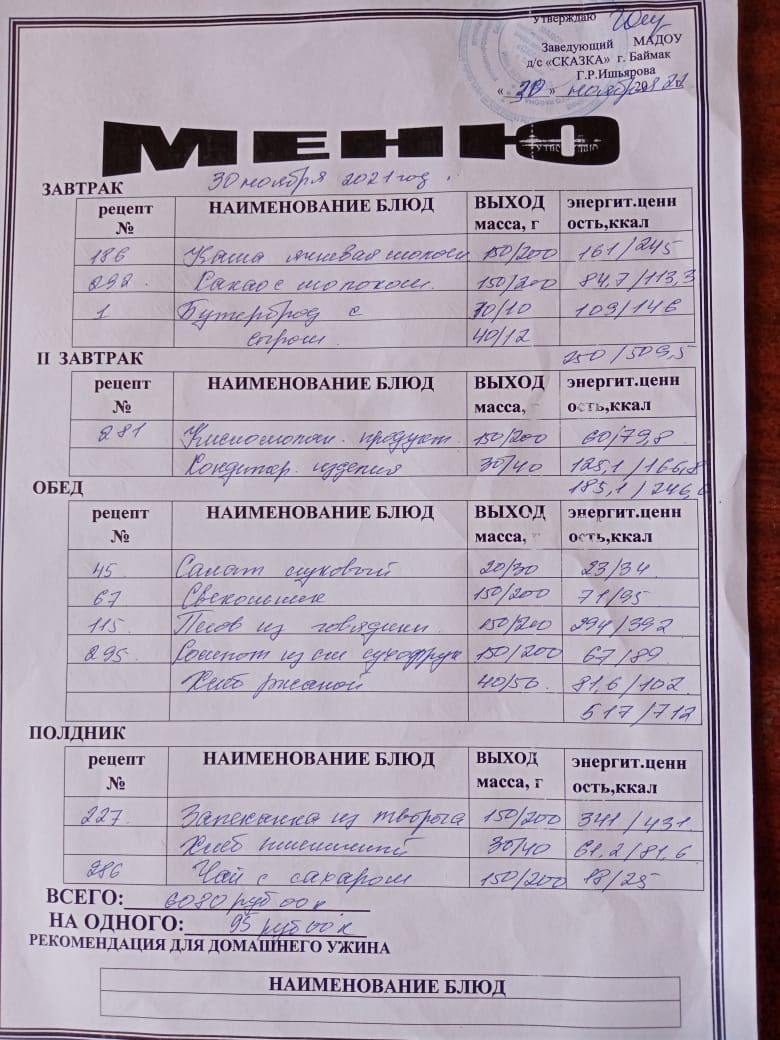 Утверждаю
Заведующий МАДОУ
д/с «СКАЗКА» г. Баймак
Г.Р.Ишьярова
«30» ноября 2021 г.
МЕНЮ
30 ноября 2021 год.
ЗАВТРАК
рецепт № НАИМЕНОВАНИЕ БЛЮД ВЫХОД масса, г энергит.ценность,ккал
186 Каша ячневая молочн 150/200 161/245
292 Какао с молоком. 150/200 84,7/113,3
1 Бутерброд с 70/10 109/146
сыром. 40/12
250/509,5
II ЗАВТРАК
рецепт № НАИМЕНОВАНИЕ БЛЮД ВЫХОД масса, г энергит.ценность,ккал
281 Кисломолочн. продукт. 150/200 60/79,8
Кондитер. изделия 30/40 125,1/166,8
185,1/246,6
ОБЕД
рецепт № НАИМЕНОВАНИЕ БЛЮД ВЫХОД масса, г энергит.ценность,ккал
45 Салат луковый 20/30 23/34
67 Свекольник 150/200 71/95
115 Плов из говядины 150/200 294/392
295 Компот из см сухофрук 150/200 67/89
Хлеб ржаной 40/50 81,6/102
517/712
ПОЛДНИК
рецепт № НАИМЕНОВАНИЕ БЛЮД ВЫХОД масса, г энергит.ценность,ккал
227 Запеканка из творога 150/200 341/431
Хлеб пшеничный 30/40 61,2/81,6
286 Чай с сахаром 150/200 18/25
ВСЕГО: 6080 руб 00 к
НА ОДНОГО: 95 руб 00 к
РЕКОМЕНДАЦИЯ ДЛЯ ДОМАШНЕГО УЖИНА
НАИМЕНОВАНИЕ БЛЮД